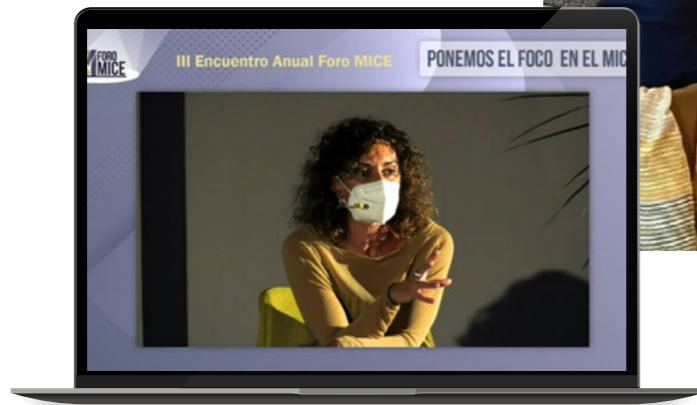 FORO
MICE
III Encuentro Anual Foro MICE
PONEMOS EL FOCO EN EL MIC